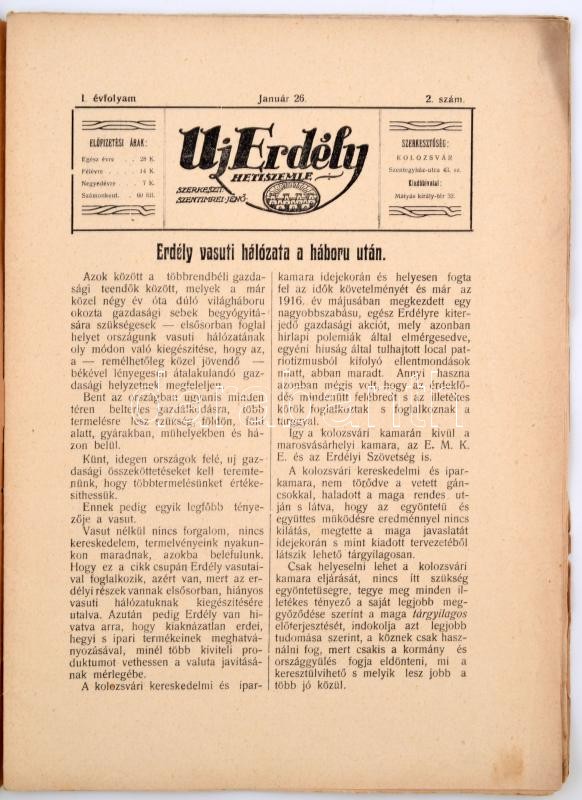 I. évfolyam Január 26. 2. szám.
ELŐFIZETÉSI ÁRAK:
Egész évre . . 28 K.
Félévre . . . . 14 K.
Negyedévre . . 7 K.
Számonkent. . . 60 fill.
Uj Erdély
HETISZEMLE
SZERKESZTI
SZENTIMREI JENŐ
SZERKESZTŐSÉG:
KOLOZSVÁR
Szentegyház-utca 43. sz.
Kiadóhivatal:
Mátyás király-tér 32.
Erdély vasuti hálózata a háboru után.
Azok között a többrendbéli gazda-
sági teendők között, melyek a már
közel négy év óta dúló világháboru
okozta gazdasági sebek begyógyitá-
sára szükségesek — elsősorban foglal
helyet országunk vasuti hálózatának
oly módon való kiegészitése, hogy az,
a — remélhetőleg közel jövendő —
békével lényegesen átalakulandó gaz-
dasági helyzetnek megfeleljen.
Bent az országban ugyanis minden
téren belterjes gazdálkodásra, több
termelésre lesz szükség földön, föld
alatt, gyárakban, mühelyekben és há-
zon belül.
Künt, idegen országok felé, uj gaz-
dasági összeköttetéseket kell teremte-
nünk, hogy többtermelésünket értéke-
sithessük.
Ennek pedig egyik legfőbb ténye-
zője a vasut.
Vasut nélkül nincs forgalom, nincs
kereskedelem, termelvényeink nyakun-
kon maradnak, azokba belefulunk.
Hogy ez a cikk csupán Erdély vasutai-
val foglalkozik, azért van, mert az er-
délyi részek vannak elsősorban, hiányos
vasuti hálózatuknak kiegészitésére
utalva. Azután pedig Erdély van hi-
vatva arra, hogy kiaknázatlan erdei,
hegyi s ipari termékeinek meghatvá-
nyozásával, minél több kiviteli pro-
duktumot vethessen a valuta javitásá-
nak mérlegébe.
A kolozsvári kereskedelmi és ipar-
kamara idejekorán és helyesen fogta
fel az idők követelményét és már az
1916. év májusában megkezdett egy
nagyobbszabásu, egész Erdélyre kiter-
jedő gazdasági akciót, mely azonban
hirlapi polemiák által elmérgesedve,
egyéni hiuság által tulhajtott local pat-
riotizmusból kifolyó ellentmondások
miatt, abban maradt. Annyi haszna
azonban mégis volt, hogy az érdeklő-
dés mindenütt felébredt s az illetékes
körök foglalkoztak s foglalkoznak a
tárggyal.
Igy a kolozsvári kamarán kivül a
marosvásárhelyi kamara, az E. M. K.
E. és az Erdélyi Szövetség is.
A kolozsvári kereskedelmi és ipar-
kamara, nem törődve a vetett gán-
csokkal, haladott a maga rendes ut-
ján s látva, hogy az egyöntetü és
együttes müködésre eredménnyel nincs
kilátás, megtette a maga javaslatát
idejekorán s mint kiadott tervezetéből
látszik lehető tárgyilagosan.
Csak helyeselni lehet a kolozsvári
kamara eljárását, nincs itt szükség
egyöntetüségre, tegye meg minden il-
letékes tényező a saját legjobb meg-
győződése szerint a maga tárgyilagos
előterjesztését, indokolja azt legjobb
tudomása szerint, a köznek csak hasz-
nálni fog, mert csakis a kormány és
országgyülés fogja eldönteni, mi a
keresztülvihető s melyik lesz jobb a
több jó közül.
darabanth